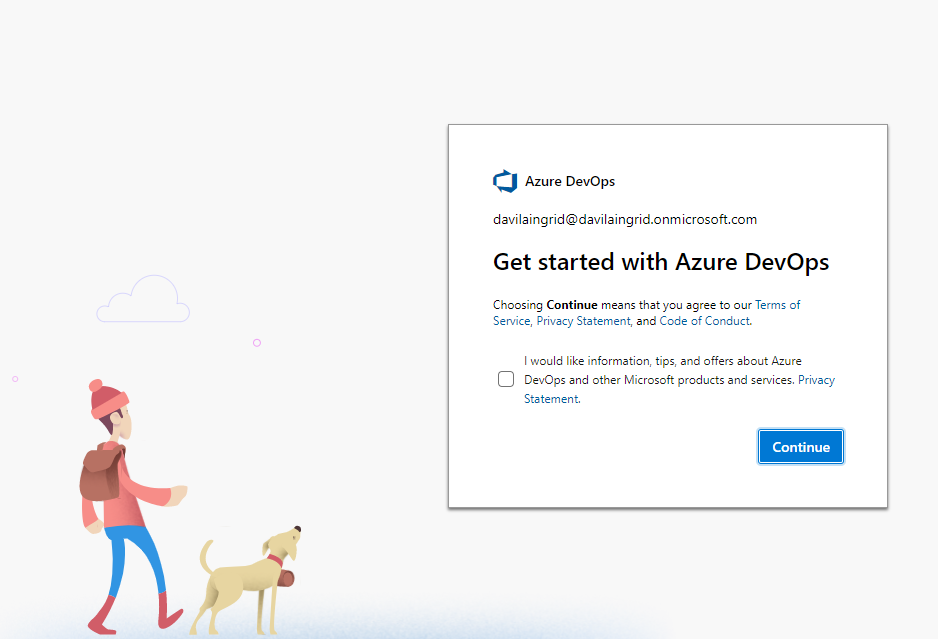 Azure DevOps
davilaingrid@davilaingrid.onmicrosoft.com
Get started with Azure DevOps
Choosing Continue means that you agree to our Terms of
Service, Privacy Statement, and Code of Conduct.
I would like information, tips, and offers about Azure
DevOps and other Microsoft products and services. Privacy
Statement.
Continue